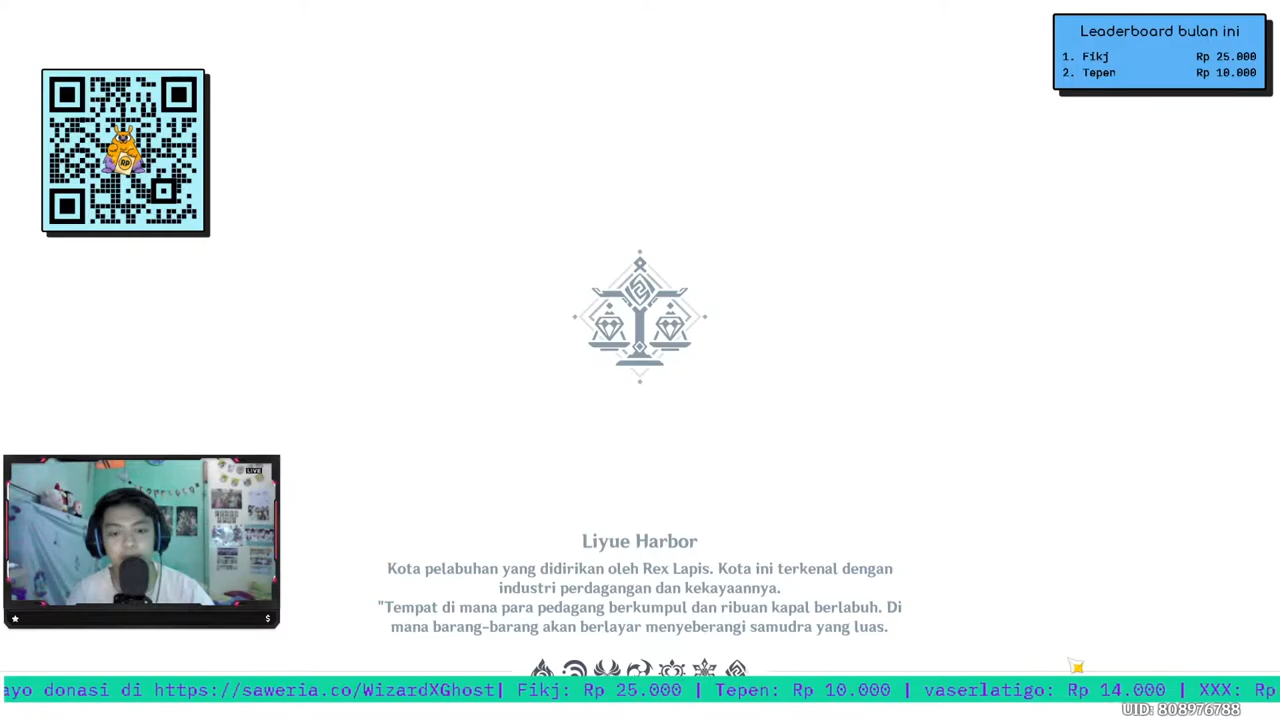 Leaderboard bulan ini
1. Fikj Rp 25.000
2. Tepen Rp 10.000
RP
LIVE
Liyue Harbor
Kota pelabuhan yang didirikan oleh Rex Lapis. Kota ini terkenal dengan
industri perdagangan dan kekayaannya.
"Tempat di mana para pedagang berkumpul dan ribuan kapal berlabuh. Di
mana barang-barang akan berlayar menyeberangi samudra yang luas.
ayo donasi di https://saweria.co/WizardXGhost| Fikj: Rp 25.000 | Tepen: Rp 10.000 | vaserlatigo: Rp 14.000 | XXX: Rp
UID: 808976788